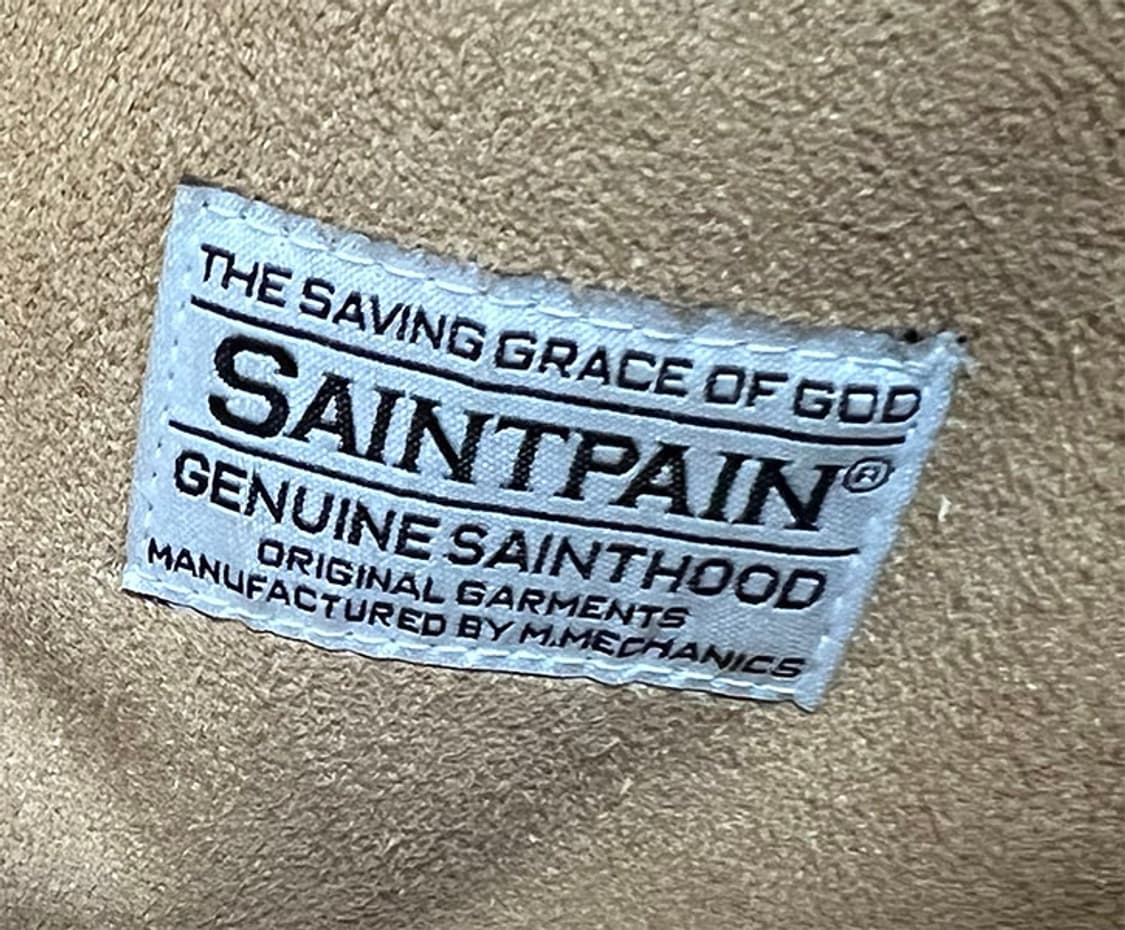 THE SAVING GRACE OF GOD
SAINTPAIN®
GENUINE SAINTHOOD
ORIGINAL GARMENTS
MANUFACTURED BY M.MECHANICS